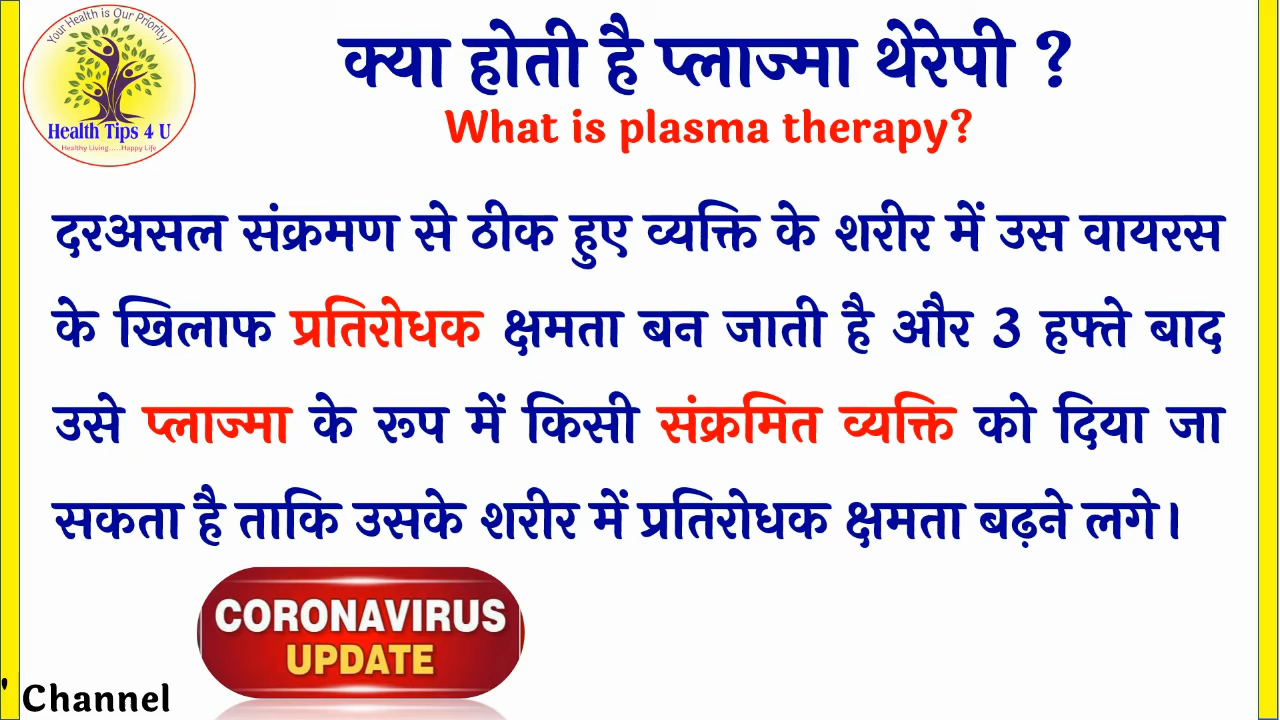 Your Health is Our Priority!
Health Tips 4 U
Healthy Living.....Happy Life
क्या होती है प्लाज्मा थेरेपी ?
What is plasma therapy?
दरअसल संक्रमण से ठीक हुए व्यक्ति के शरीर में उस वायरस
के खिलाफ प्रतिरोधक क्षमता बन जाती है और 3 हफ्ते बाद
उसे प्लाज्मा के रूप में किसी संक्रमित व्यक्ति को दिया जा
सकता है ताकि उसके शरीर में प्रतिरोधक क्षमता बढ़ने लगे।
CORONAVIRUS
UPDATE
' Channel